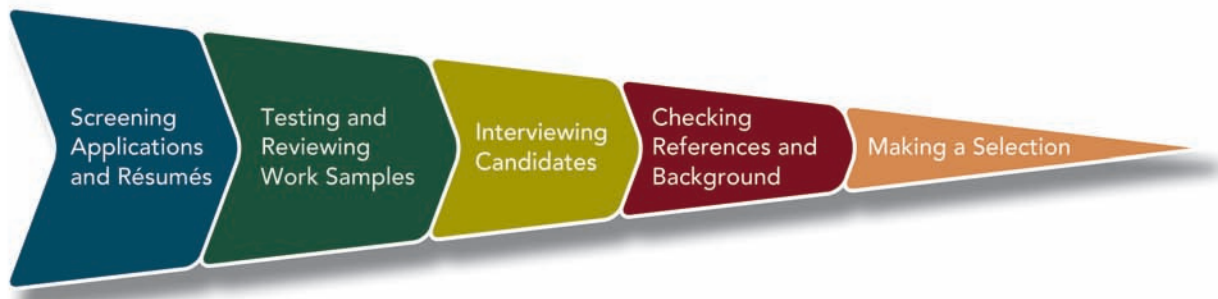 Screening
Applications
and Résumés
Testing and
Reviewing
Work Samples
Interviewing
Candidates
Checking
References and
Background
Making a Selection